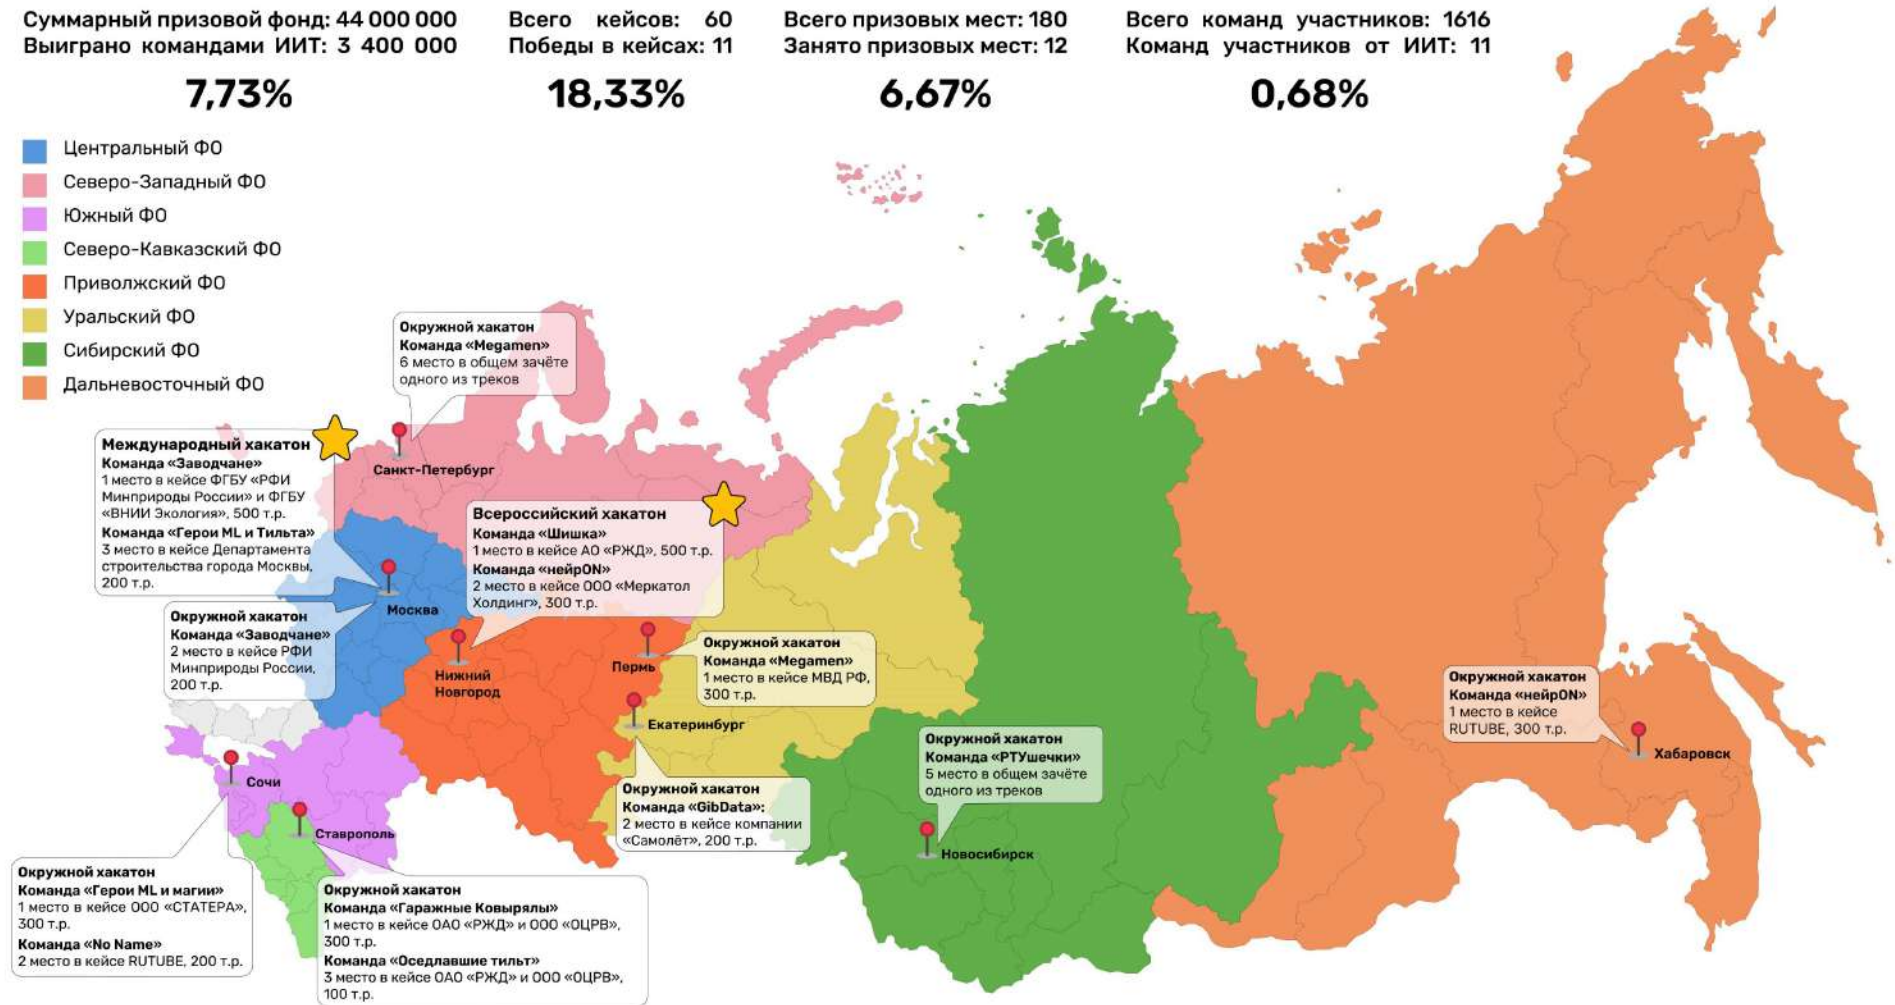 Суммарный призовой фонд: 44 000 000
Выиграно командами ИИТ: 3 400 000
7,73%
Всего кейсов: 60
Победы в кейсах: 11
18,33%
Всего призовых мест: 180
Занято призовых мест: 12
6,67%
Всего команд участников: 1616
Команд участников от ИИТ: 11
0,68%
Центральный ФО
Северо-Западный ФО
Южный ФО
Северо-Кавказский ФО
Приволжский ФО
Уральский ФО
Сибирский ФО
Дальневосточный ФО
Окружной хакатон
Команда «Megamen»
6 место в общем зачёте
одного из треков
Санкт-Петербург
Международный хакатон
Команда «Заводчане»
1 место в кейсе ФГБУ «РФИ
Минприроды России» и ФГБУ
«ВНИИ Экология», 500 т.р.
Команда «Герои ML и Тильта»
3 место в кейсе Департамента
строительства города Москвы,
200 т.р.
Москва
Окружной хакатон
Команда «Заводчане»
2 место в кейсе РФИ
Минприроды России,
200 т.р.
Всероссийский хакатон
Команда «Шишка»
1 место в кейсе АО «РЖД», 500 т.р.
Команда «нейрON»
2 место в кейсе ООО «Меркатол
Холдинг», 300 т.р.
Нижний
Новгород
Пермь
Окружной хакатон
Команда «Megamen»
1 место в кейсе МВД РФ,
300 т.р.
Екатеринбург
Окружной хакатон
Команда «GibData»:
2 место в кейсе компании
«Самолёт», 200 т.р.
Окружной хакатон
Команда «РТУшечки»
5 место в общем зачёте
одного из треков
Новосибирск
Окружной хакатон
Команда «нейрON»
1 место в кейсе
RUTUBE, 300 т.р.
Хабаровск
Сочи
Ставрополь
Окружной хакатон
Команда «Герои ML и магии»
1 место в кейсе ООО «СТАТЕРА»,
300 т.р.
Команда «No Name»
2 место в кейсе RUTUBE, 200 т.р.
Окружной хакатон
Команда «Гаражные Ковырялы»
1 место в кейсе ОАО «РЖД» и ООО «ОЦРВ»,
300 т.р.
Команда «Оседлавшие тильт»
3 место в кейсе ОАО «РЖД» и ООО «ОЦРВ»,
100 т.р.